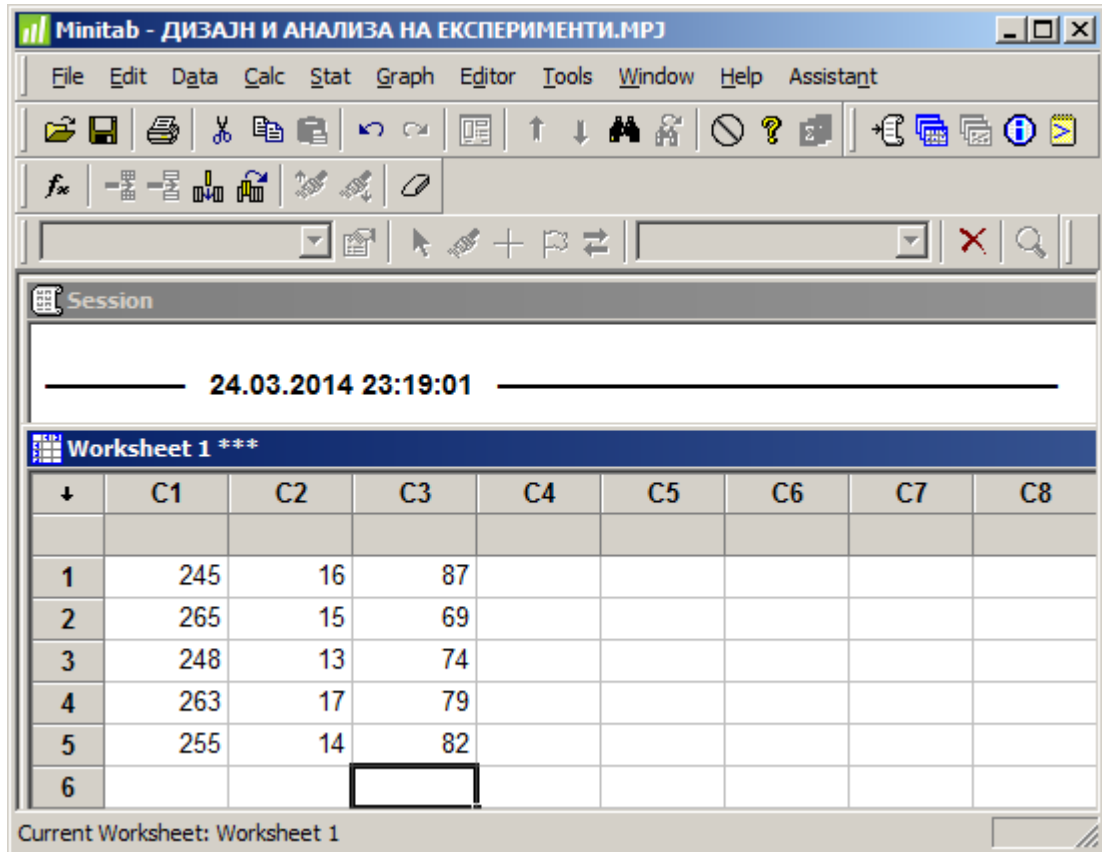 Minitab - ДИЗАЈН И АНАЛИЗА НА ЕКСПЕРИМЕНТИ.MPJ
File Edit Data Calc Stat Graph Editor Tools Window Help Assistant
Session
24.03.2014 23:19:01
Worksheet 1 ***
↓ C1 C2 C3 C4 C5 C6 C7 C8
1 245 16 87
2 265 15 69
3 248 13 74
4 263 17 79
5 255 14 82
6
Current Worksheet: Worksheet 1